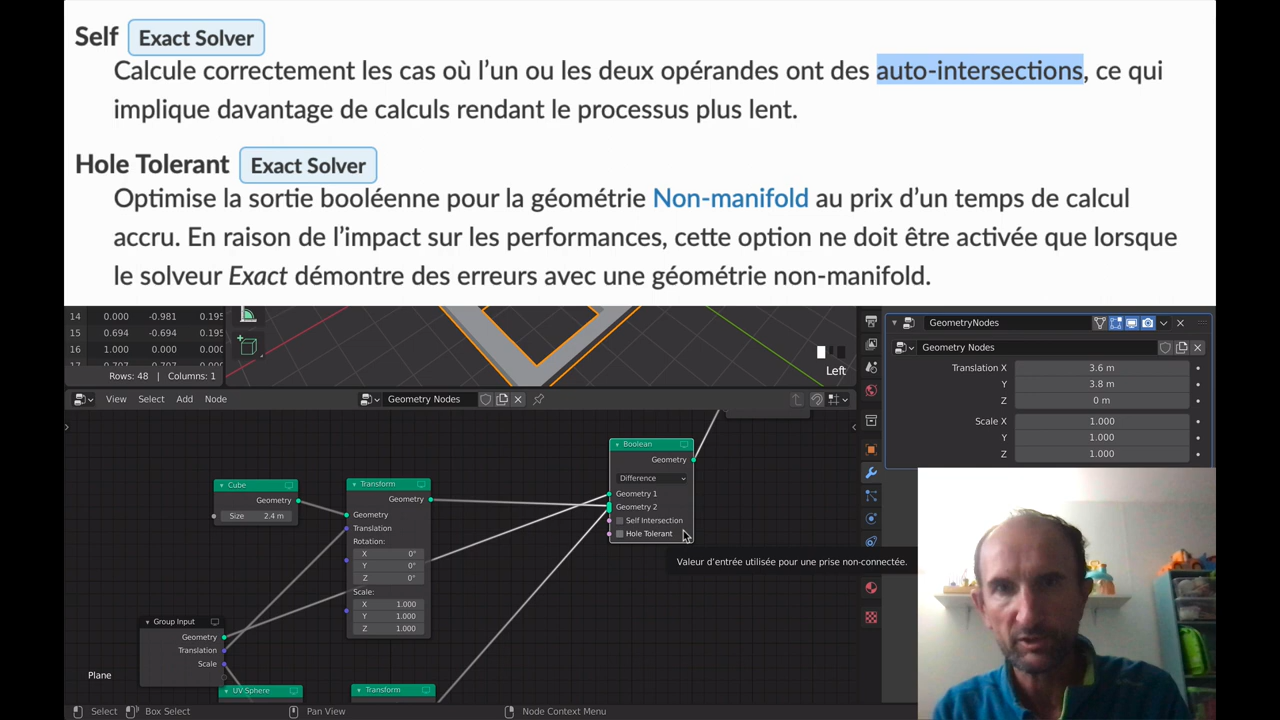 Self Exact Solver
Calcule correctement les cas où l'un ou les deux opérandes ont des auto-intersections, ce qui
implique davantage de calculs rendant le processus plus lent.
Hole Tolerant Exact Solver
Optimise la sortie booléenne pour la géométrie Non-manifold au prix d'un temps de calcul
accru. En raison de l'impact sur les performances, cette option ne doit être activée que lorsque
le solveur Exact démontre des erreurs avec une géométrie non-manifold.
14 0.000 -0.981 0.195
15 0.694 -0.694 0.195
16 1.000 0.000 0.000
Rows: 48 | Columns: 1
Left
GeometryNodes
Geometry Nodes
Translation X 3.6 m
Y 3.8 m
Z 0 m
Scale X 1.000
Y 1.000
Z 1.000
View Select Add Node Geometry Nodes
Boolean
Geometry
Difference
Geometry 1
Geometry 2
Self Intersection
Hole Tolerant
Valeur d'entrée utilisée pour une prise non-connectée.
Cube
Geometry
Size 2.4 m
Transform
Geometry
Geometry
Translation
Rotation:
X 0°
Y 0°
Z 0°
Scale:
X 1.000
Y 1.000
Z 1.000
Group Input
Geometry
Translation
Scale
Plane
UV Sphere
Transform
Select Box Select Pan View Node Context Menu